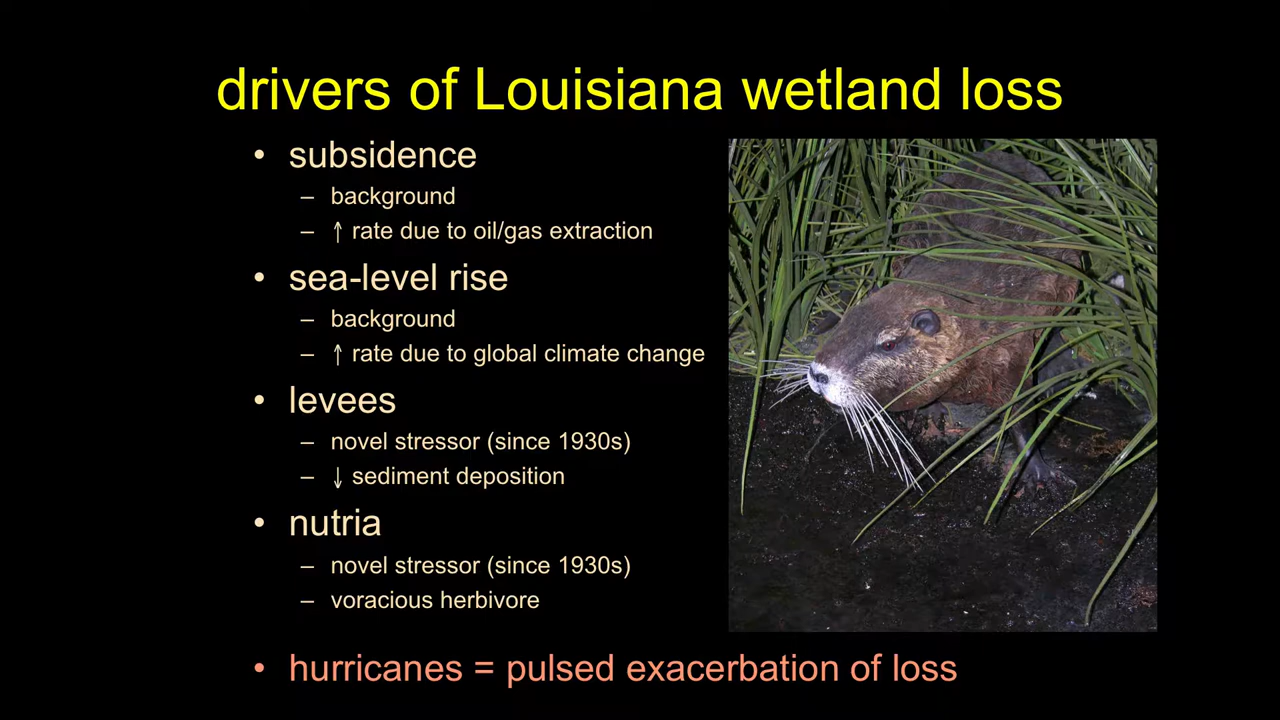 drivers of Louisiana wetland loss
• subsidence
– background
– ↑ rate due to oil/gas extraction
• sea-level rise
– background
– ↑ rate due to global climate change
• levees
– novel stressor (since 1930s)
– ↓ sediment deposition
• nutria
– novel stressor (since 1930s)
– voracious herbivore
• hurricanes = pulsed exacerbation of loss